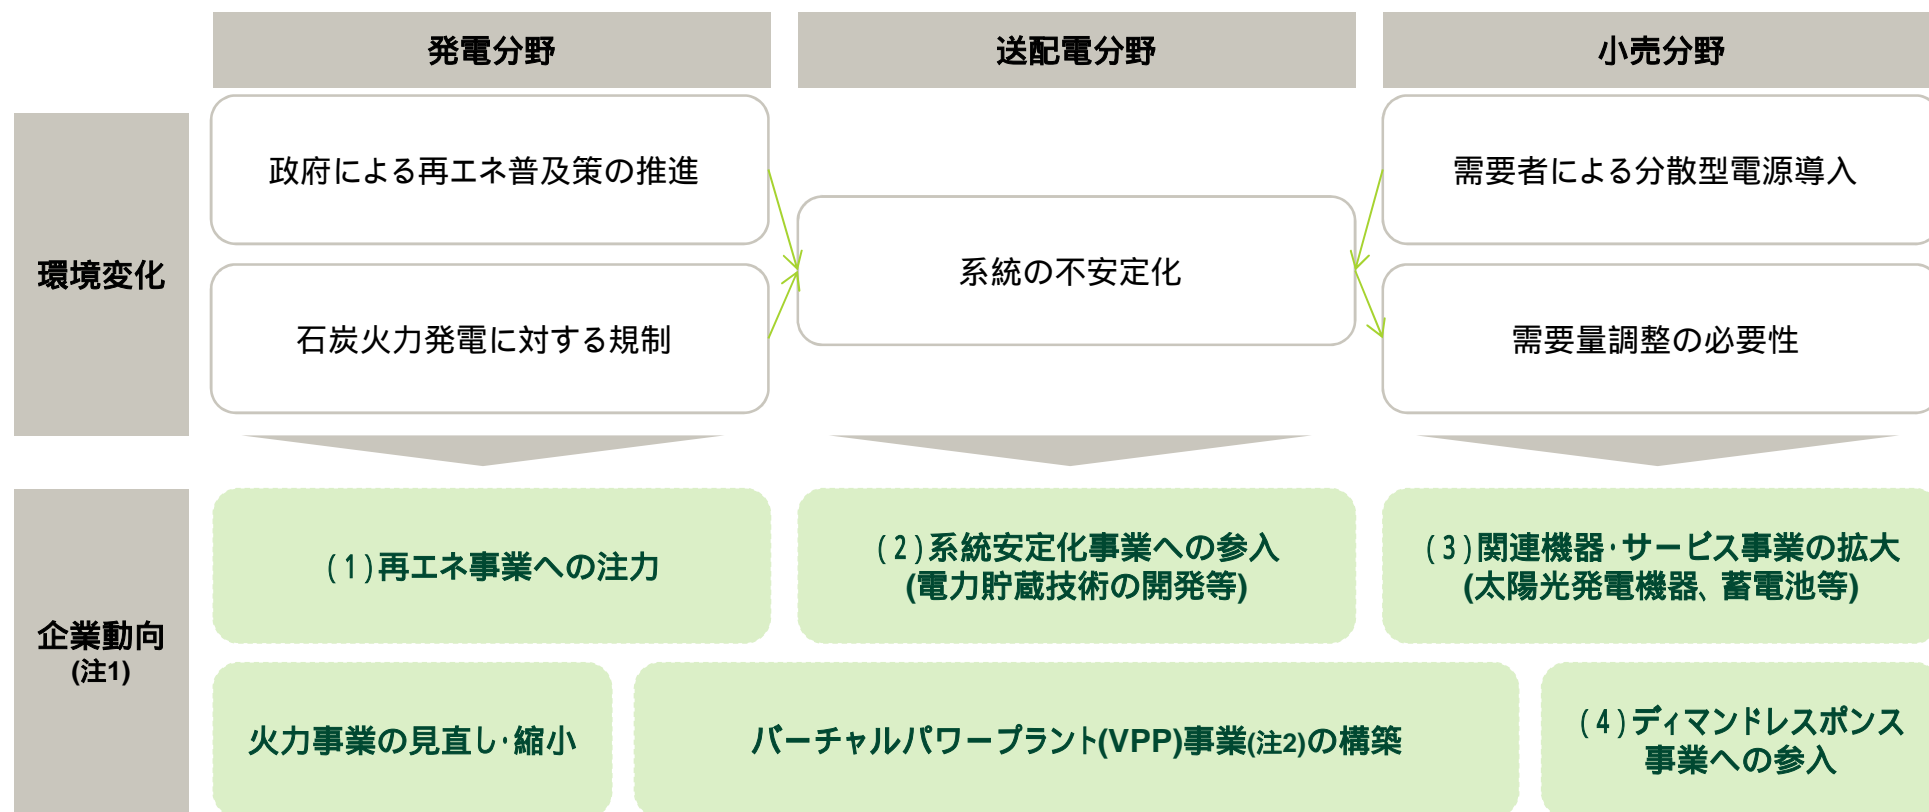 発電分野
送配電分野
小売分野
環境変化
政府による再エネ普及策の推進
石炭火力発電に対する規制
系統の不安定化
需要者による分散型電源導入
需要量調整の必要性
企業動向
(注1)
(1)再エネ事業への注力
(2)系統安定化事業への参入
(電力貯蔵技術の開発等)
(3)関連機器・サービス事業の拡大
(太陽光発電機器、蓄電池等)
火力事業の見直し・縮小
バーチャルパワープラント(VPP)事業(注2)の構築
(4)ディマンドレスポンス
事業への参入